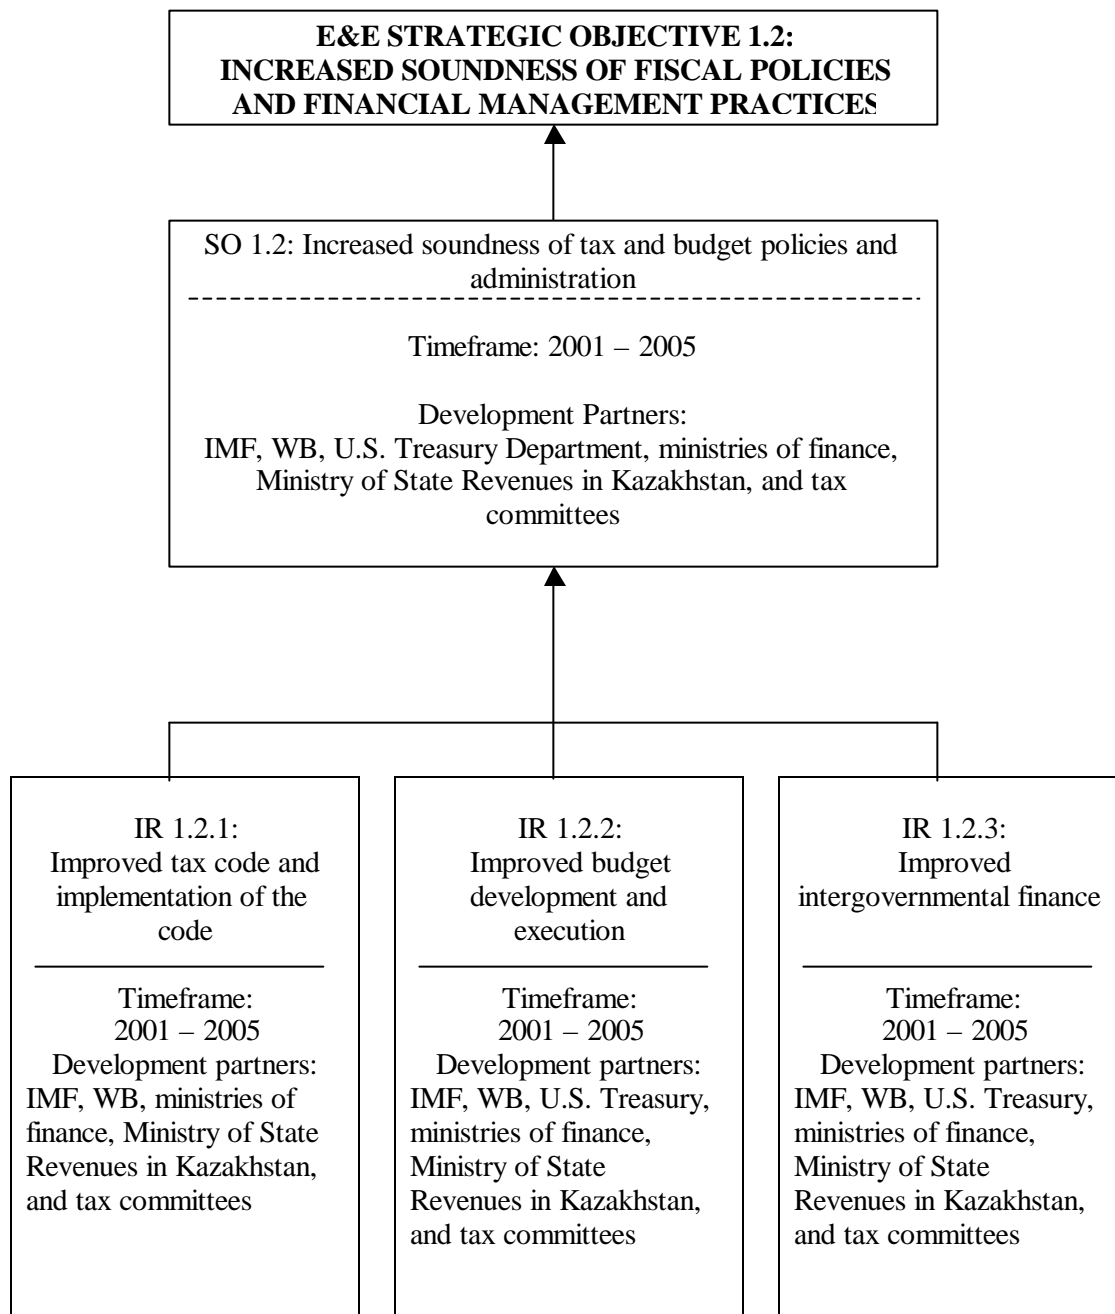 E&E STRATEGIC OBJECTIVE 1.2:
INCREASED SOUNDNESS OF FISCAL POLICIES
AND FINANCIAL MANAGEMENT PRACTICES
SO 1.2: Increased soundness of tax and budget policies and
administration
Timeframe: 2001 – 2005
Development Partners:
IMF, WB, U.S. Treasury Department, ministries of finance,
Ministry of State Revenues in Kazakhstan, and tax
committees
IR 1.2.1:
Improved tax code and
implementation of the
code
Timeframe:
2001 – 2005
Development partners:
IMF, WB, ministries of
finance, Ministry of State
Revenues in Kazakhstan,
and tax committees
IR 1.2.2:
Improved budget
development and
execution
Timeframe:
2001 – 2005
Development partners:
IMF, WB, U.S. Treasury,
ministries of finance,
Ministry of State
Revenues in Kazakhstan,
and tax committees
IR 1.2.3:
Improved
intergovernmental finance
Timeframe:
2001 – 2005
Development partners:
IMF, WB, U.S. Treasury,
ministries of finance,
Ministry of State
Revenues in Kazakhstan,
and tax committees